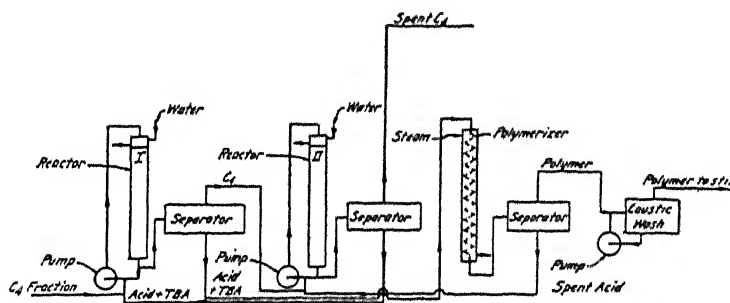 Spent C4
Water
Water
Steam
Polymerizer
Reactor
I
Reactor
II
C4
Polymer
Polymer to stil
Separator
Separator
Separator
Caustic
Wash
Pump
Pump
Acid
+ TBA
Pump
C4 Fraction
Acid + TBA
Spent Acid